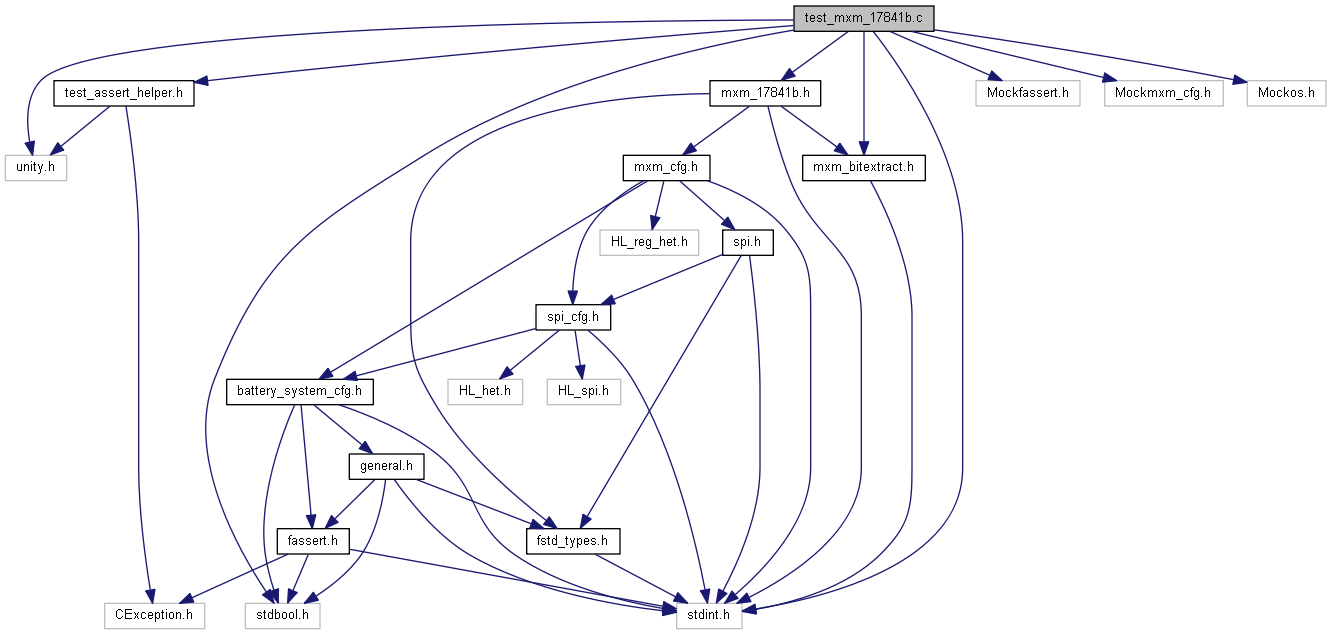 test_mxm_17841b.c
test_assert_helper.h
mxm_17841b.h
Mockfassert.h
Mockmxm_cfg.h
Mockos.h
unity.h
mxm_cfg.h
mxm_bitextract.h
HL_reg_het.h
spi.h
spi_cfg.h
battery_system_cfg.h
HL_het.h
HL_spi.h
general.h
fassert.h
fstd_types.h
CException.h
stdbool.h
stdint.h